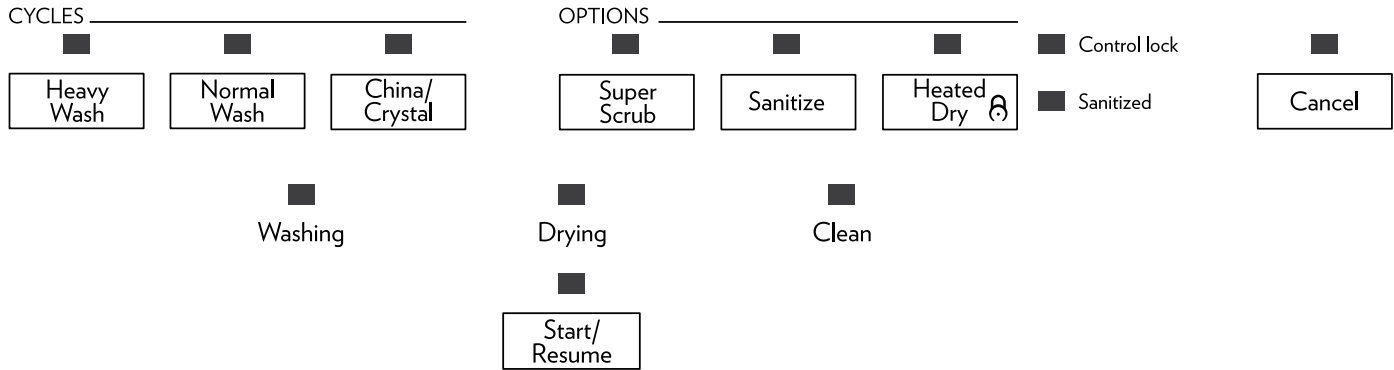 CYCLES
OPTIONS
Control lock
Heavy
Wash
Normal
Wash
China/
Crystal
Super
Scrub
Sanitize
Heated
Dry
Sanitized
Cancel
Washing
Drying
Clean
Start/
Resume